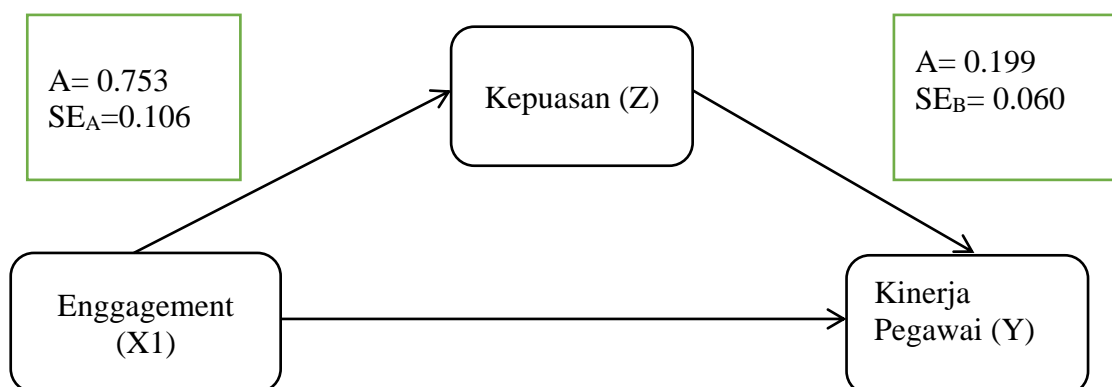 A= 0.753
SEA=0.106
Kepuasan (Z)
A= 0.199
SEB= 0.060
Enggagement
(X1)
Kinerja
Pegawai (Y)